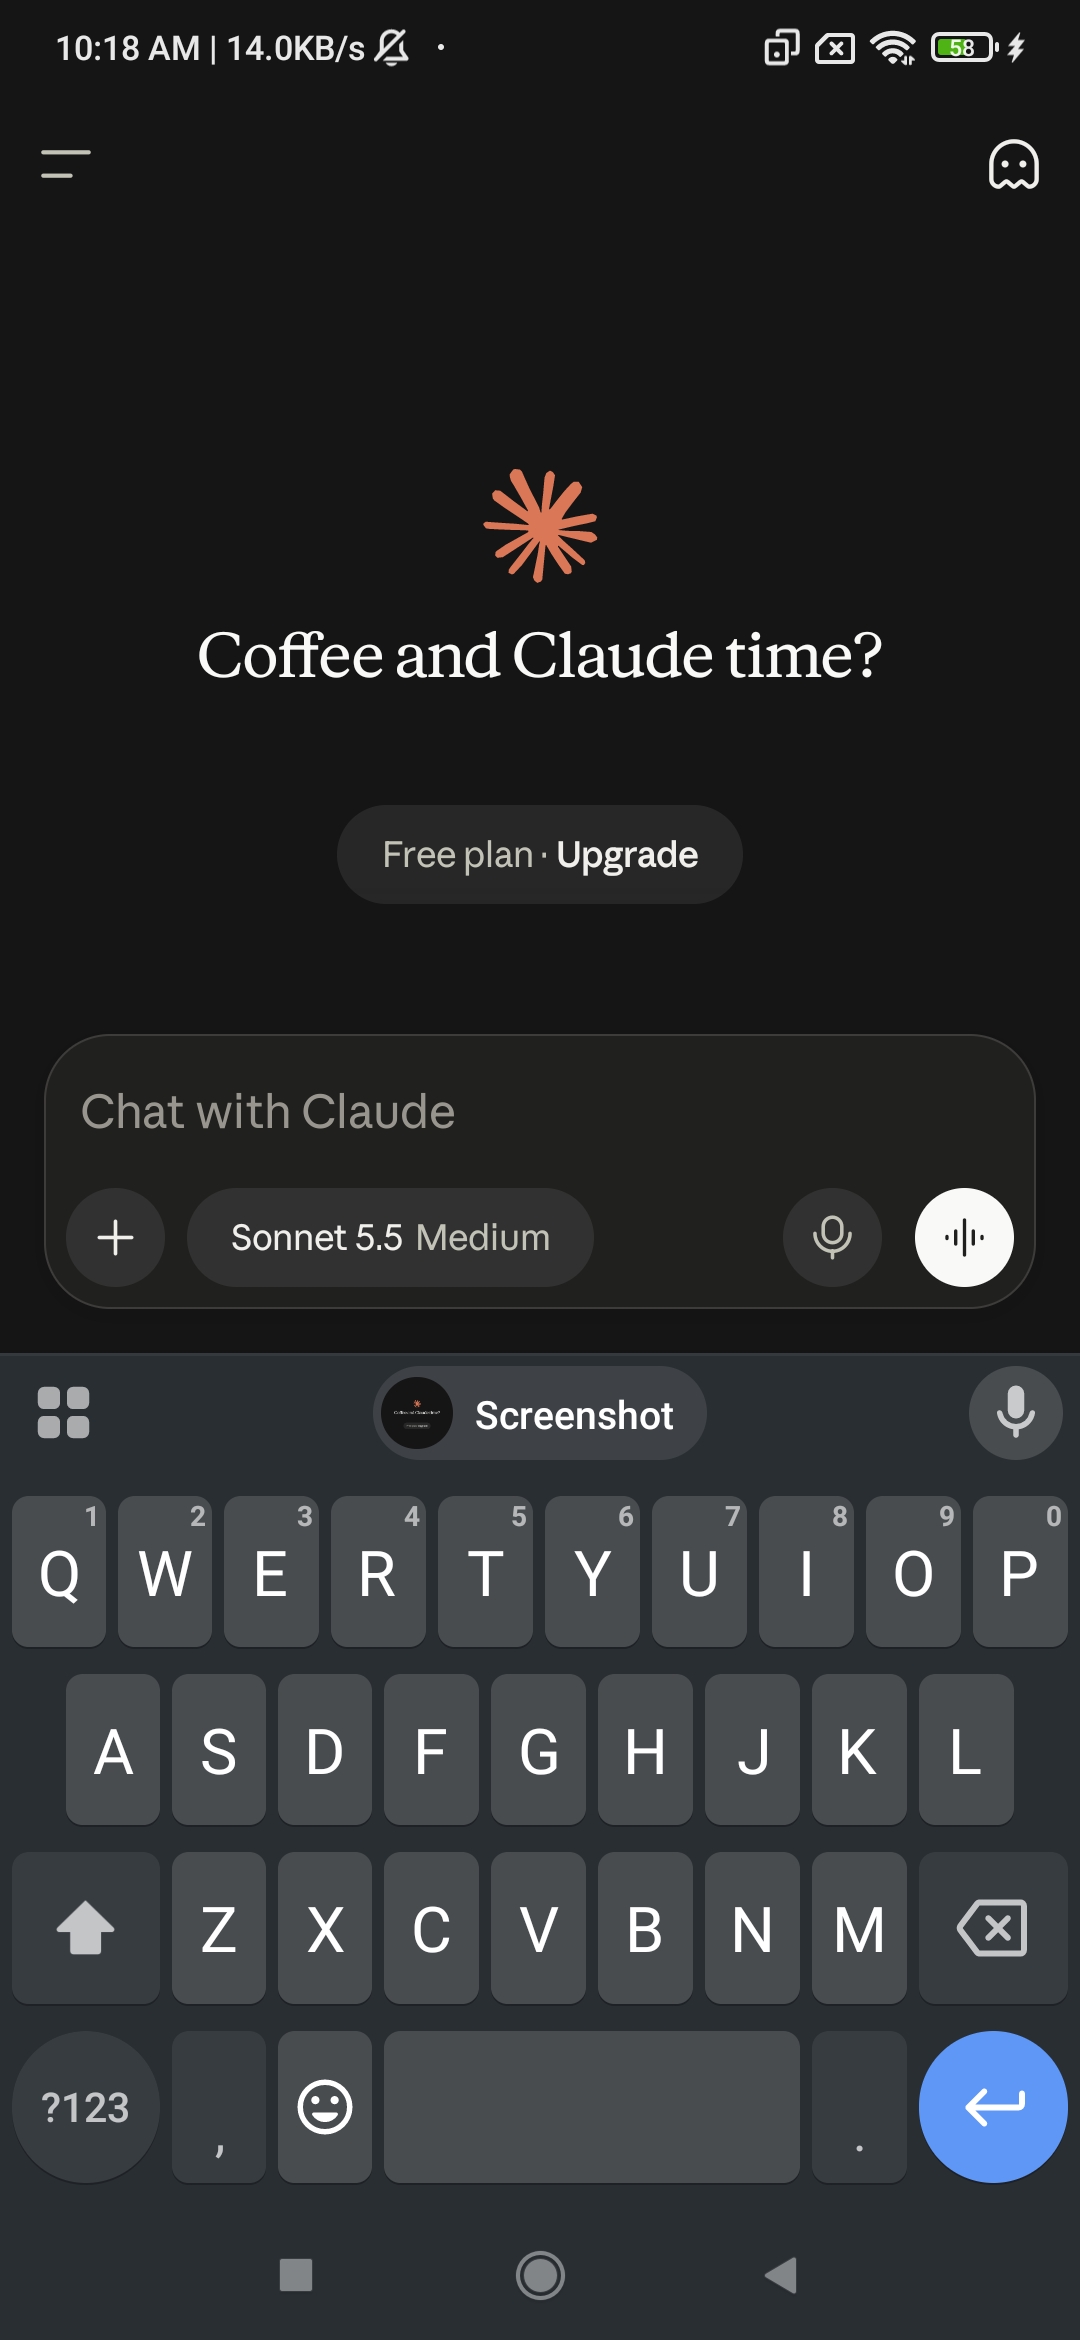 10:18 AM | 14.0KB/s
58
Coffee and Claude time?
Free plan · Upgrade
Chat with Claude
Sonnet 5.5 Medium
Screenshot
1 2 3 4 5 6 7 8 9 0
Q W E R T Y U I O P
A S D F G H J K L
Z X C V B N M
?123 , .